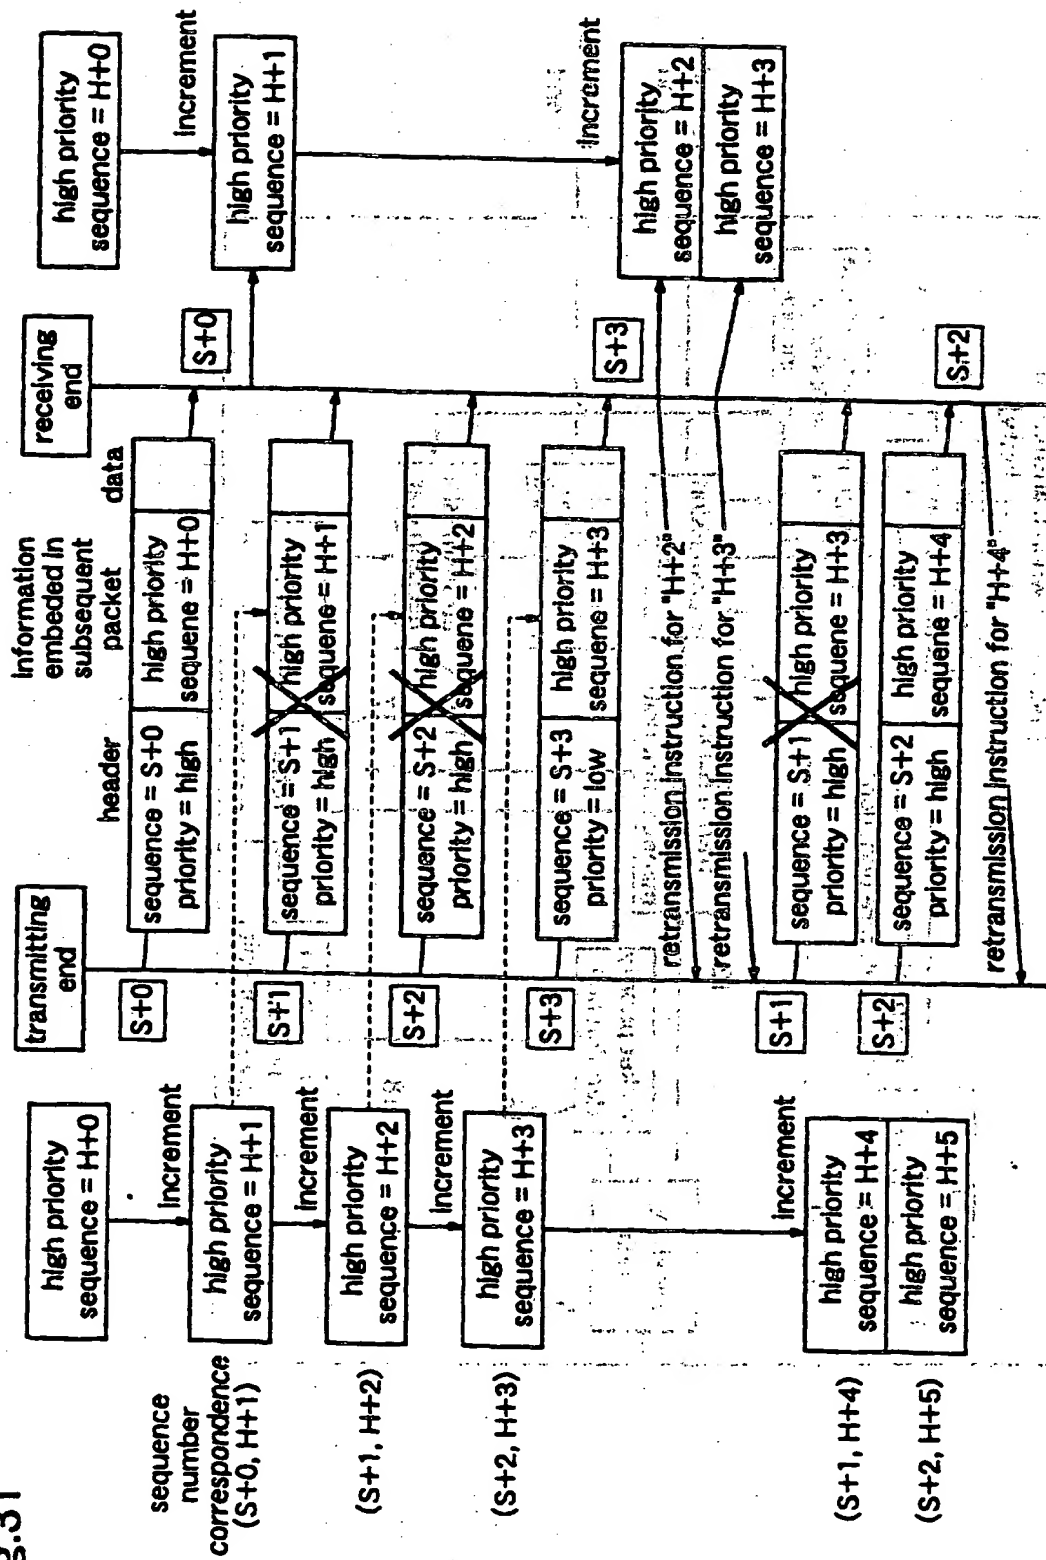 g.31
transmitting
end
header
Information
embeded in
subsequent
packet
data
receiving
end
high priority
sequence = H+0
high priority
sequence = H+0
sequence
number
correspondence
(S+0, H+1)
Increment
S+0
sequence = S+0
priority = high
high priority
sequene = H+0
S+0
Increment
high priority
sequence = H+1
high priority
sequence = H+1
(S+1, H+2)
Increment
high priority
sequence = H+2
S+1
sequence = S+1
priority = high
high priority
sequene = H+1
(S+2, H+3)
Increment
high priority
sequence = H+3
S+2
sequence = S+2
priority = high
high priority
sequene = H+2
S+3
sequence = S+3
priority = low
high priority
sequene = H+3
S+3
Increment
high priority
sequence = H+2
high priority
sequence = H+3
retransmission instruction for "H+2"
retransmission instruction for "H+3"
(S+1, H+4)
(S+2, H+5)
increment
high priority
sequence = H+4
high priority
sequence = H+5
S+1
sequence = S+1
priority = high
high priority
sequene = H+3
S+2
sequence = S+2
priority = high
high priority
sequene = H+4
S+2
retransmission instruction for "H+4"